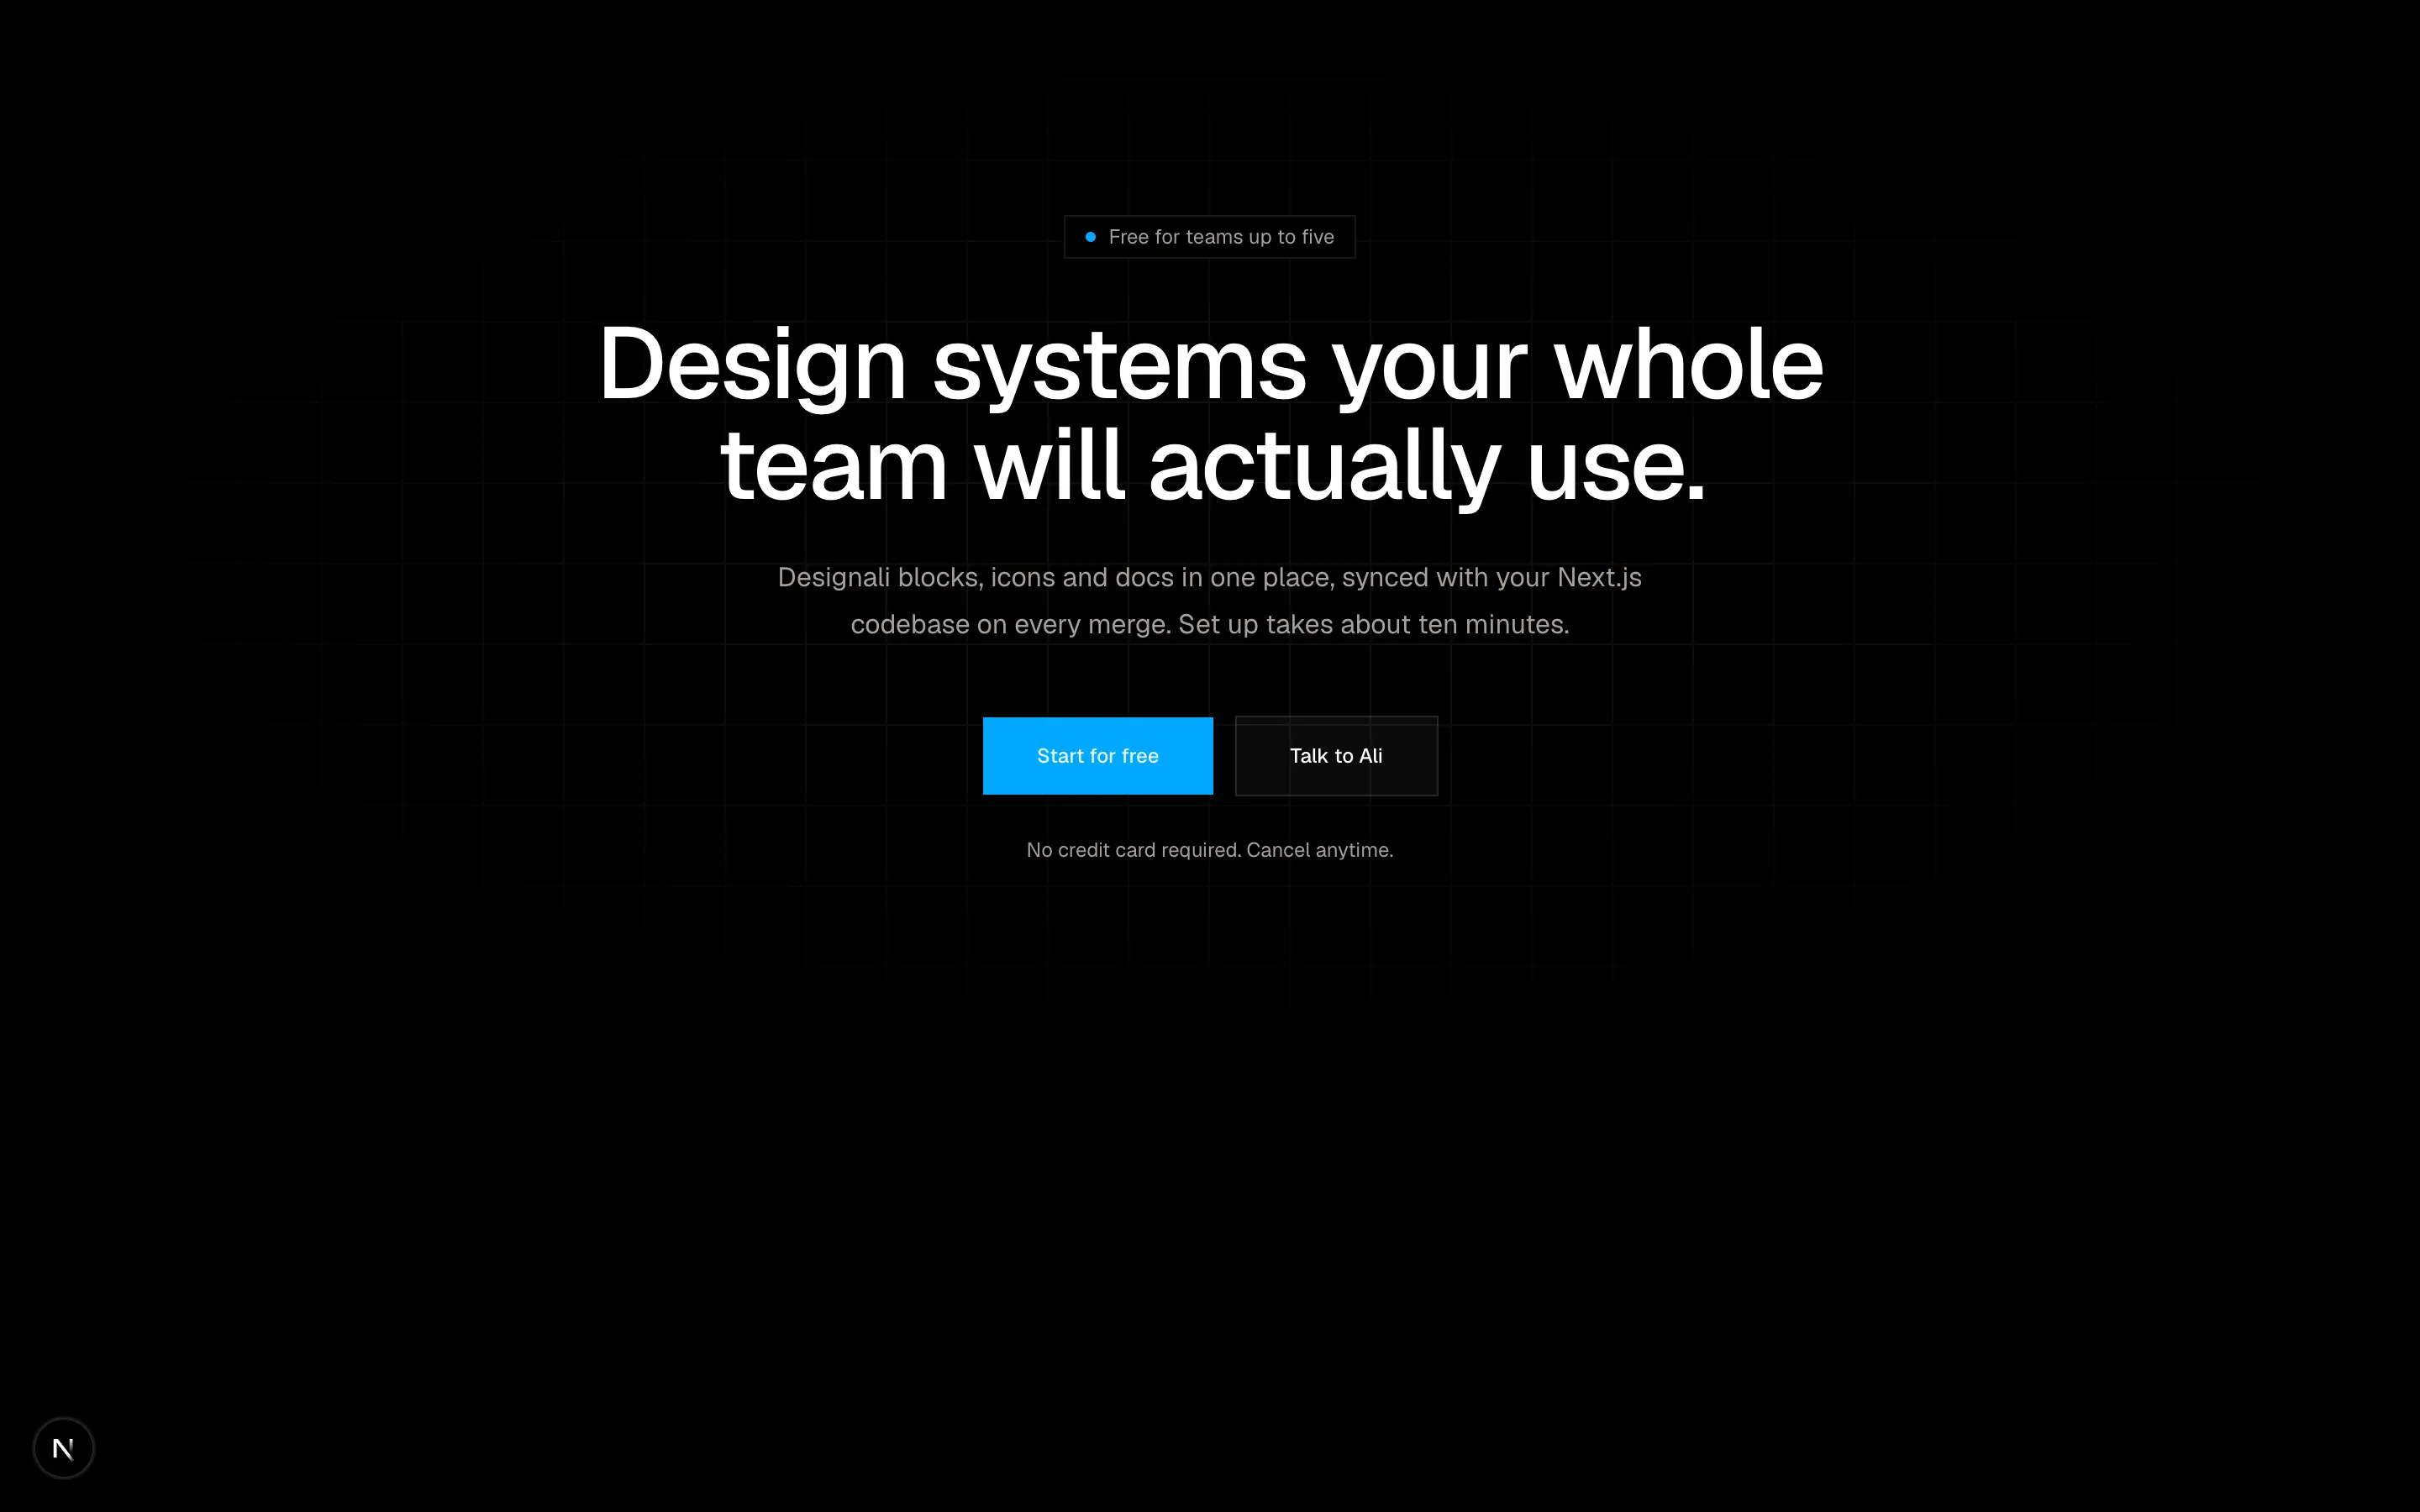 Free for teams up to five
Design systems your whole
team will actually use.
Designali blocks, icons and docs in one place, synced with your Next.js
codebase on every merge. Set up takes about ten minutes.
Start for free
Talk to Ali
No credit card required. Cancel anytime.
N